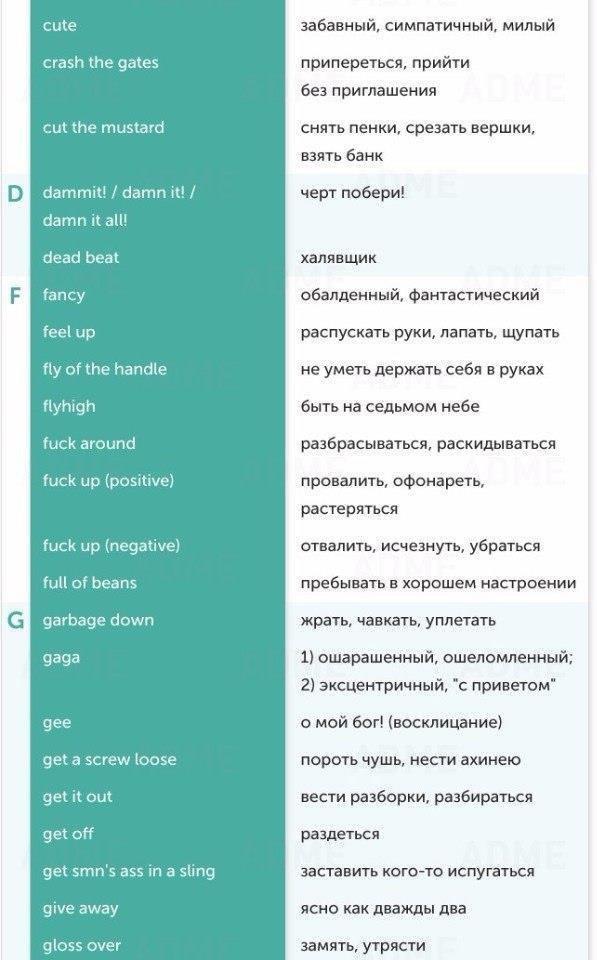 cute забавный, симпатичный, милый
crash the gates припереться, прийти
без приглашения
cut the mustard снять пенки, срезать вершки,
взять банк
D dammit! / damn it! / черт побери!
damn it all!
dead beat халявщик
F fancy обалденный, фантастический
feel up распускать руки, лапать, щупать
fly of the handle не уметь держать себя в руках
flyhigh быть на седьмом небе
fuck around разбрасываться, раскидываться
fuck up (positive) провалить, офонареть,
растеряться
fuck up (negative) отвалить, исчезнуть, убраться
full of beans пребывать в хорошем настроении
G garbage down жрать, чавкать, уплетать
gaga 1) ошарашенный, ошеломленный;
2) эксцентричный, "с приветом"
gee о мой бог! (восклицание)
get a screw loose пороть чушь, нести ахинею
get it out вести разборки, разбираться
get off раздеться
get smn's ass in a sling заставить кого-то испугаться
give away ясно как дважды два
gloss over замять, утрясти